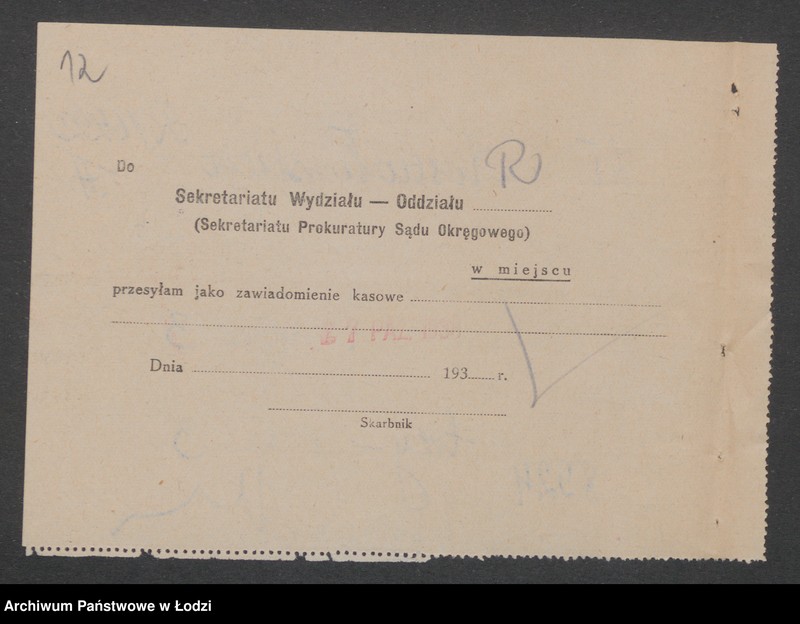 12
R
Do
Sekretariatu Wydziału — Oddziału
(Sekretariatu Prokuratury Sądu Okręgowego)
w miejscu
przesyłam jako zawiadomienie kasowe
Dnia 193 r.
Skarbnik
Archiwum Państwowe w Łodzi